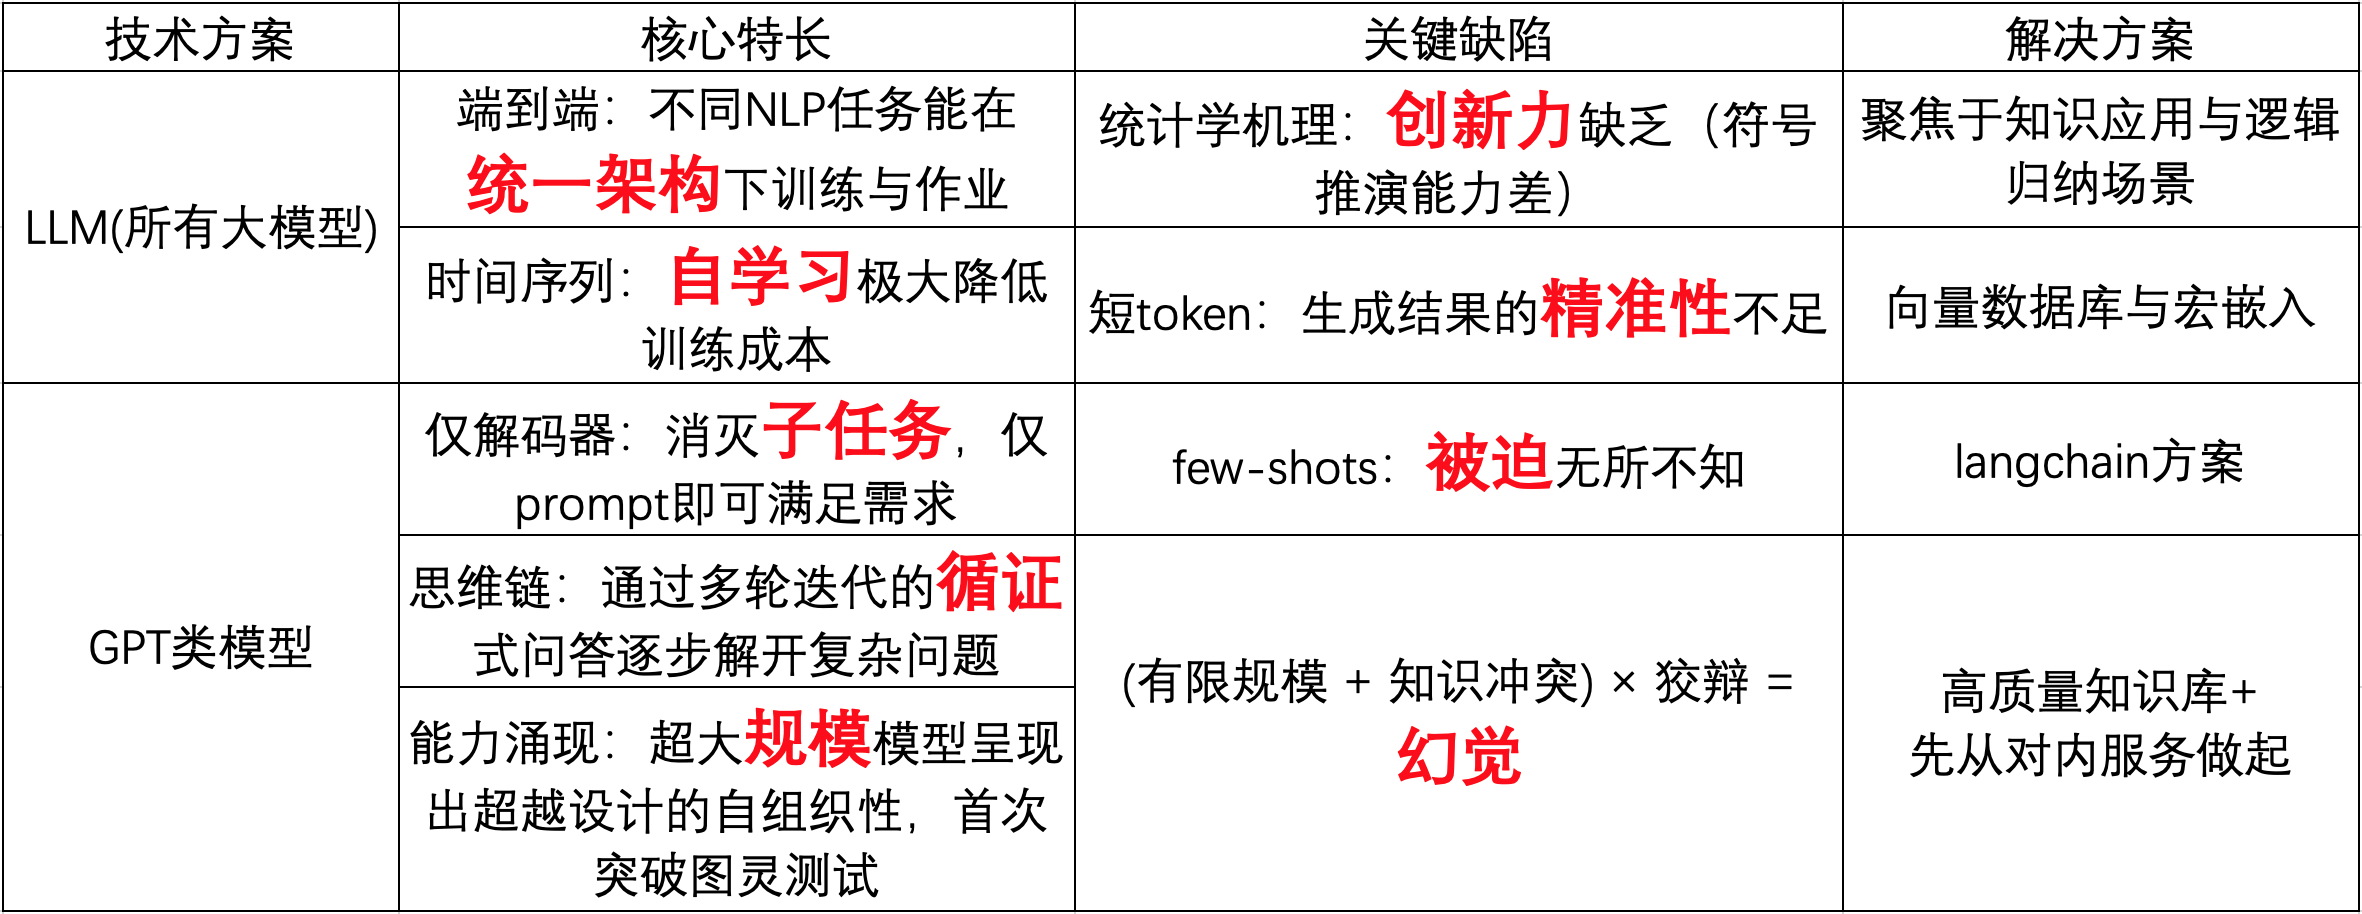 技术方案
核心特长
关键缺陷
解决方案
LLM(所有大模型)
端到端：不同NLP任务能在
统一架构下训练与作业
统计学机理：创新力缺乏（符号
推演能力差）
聚焦于知识应用与逻辑
归纳场景
时间序列：自学习极大降低
训练成本
短token：生成结果的精准性不足
向量数据库与宏嵌入
GPT类模型
仅解码器：消灭子任务，仅
prompt即可满足需求
few-shots：被迫无所不知
langchain方案
思维链：通过多轮迭代的循证
式问答逐步解开复杂问题
(有限规模 + 知识冲突) × 狡辩 =
幻觉
高质量知识库+
先从对内服务做起
能力涌现：超大规模模型呈现
出超越设计的自组织性，首次
突破图灵测试